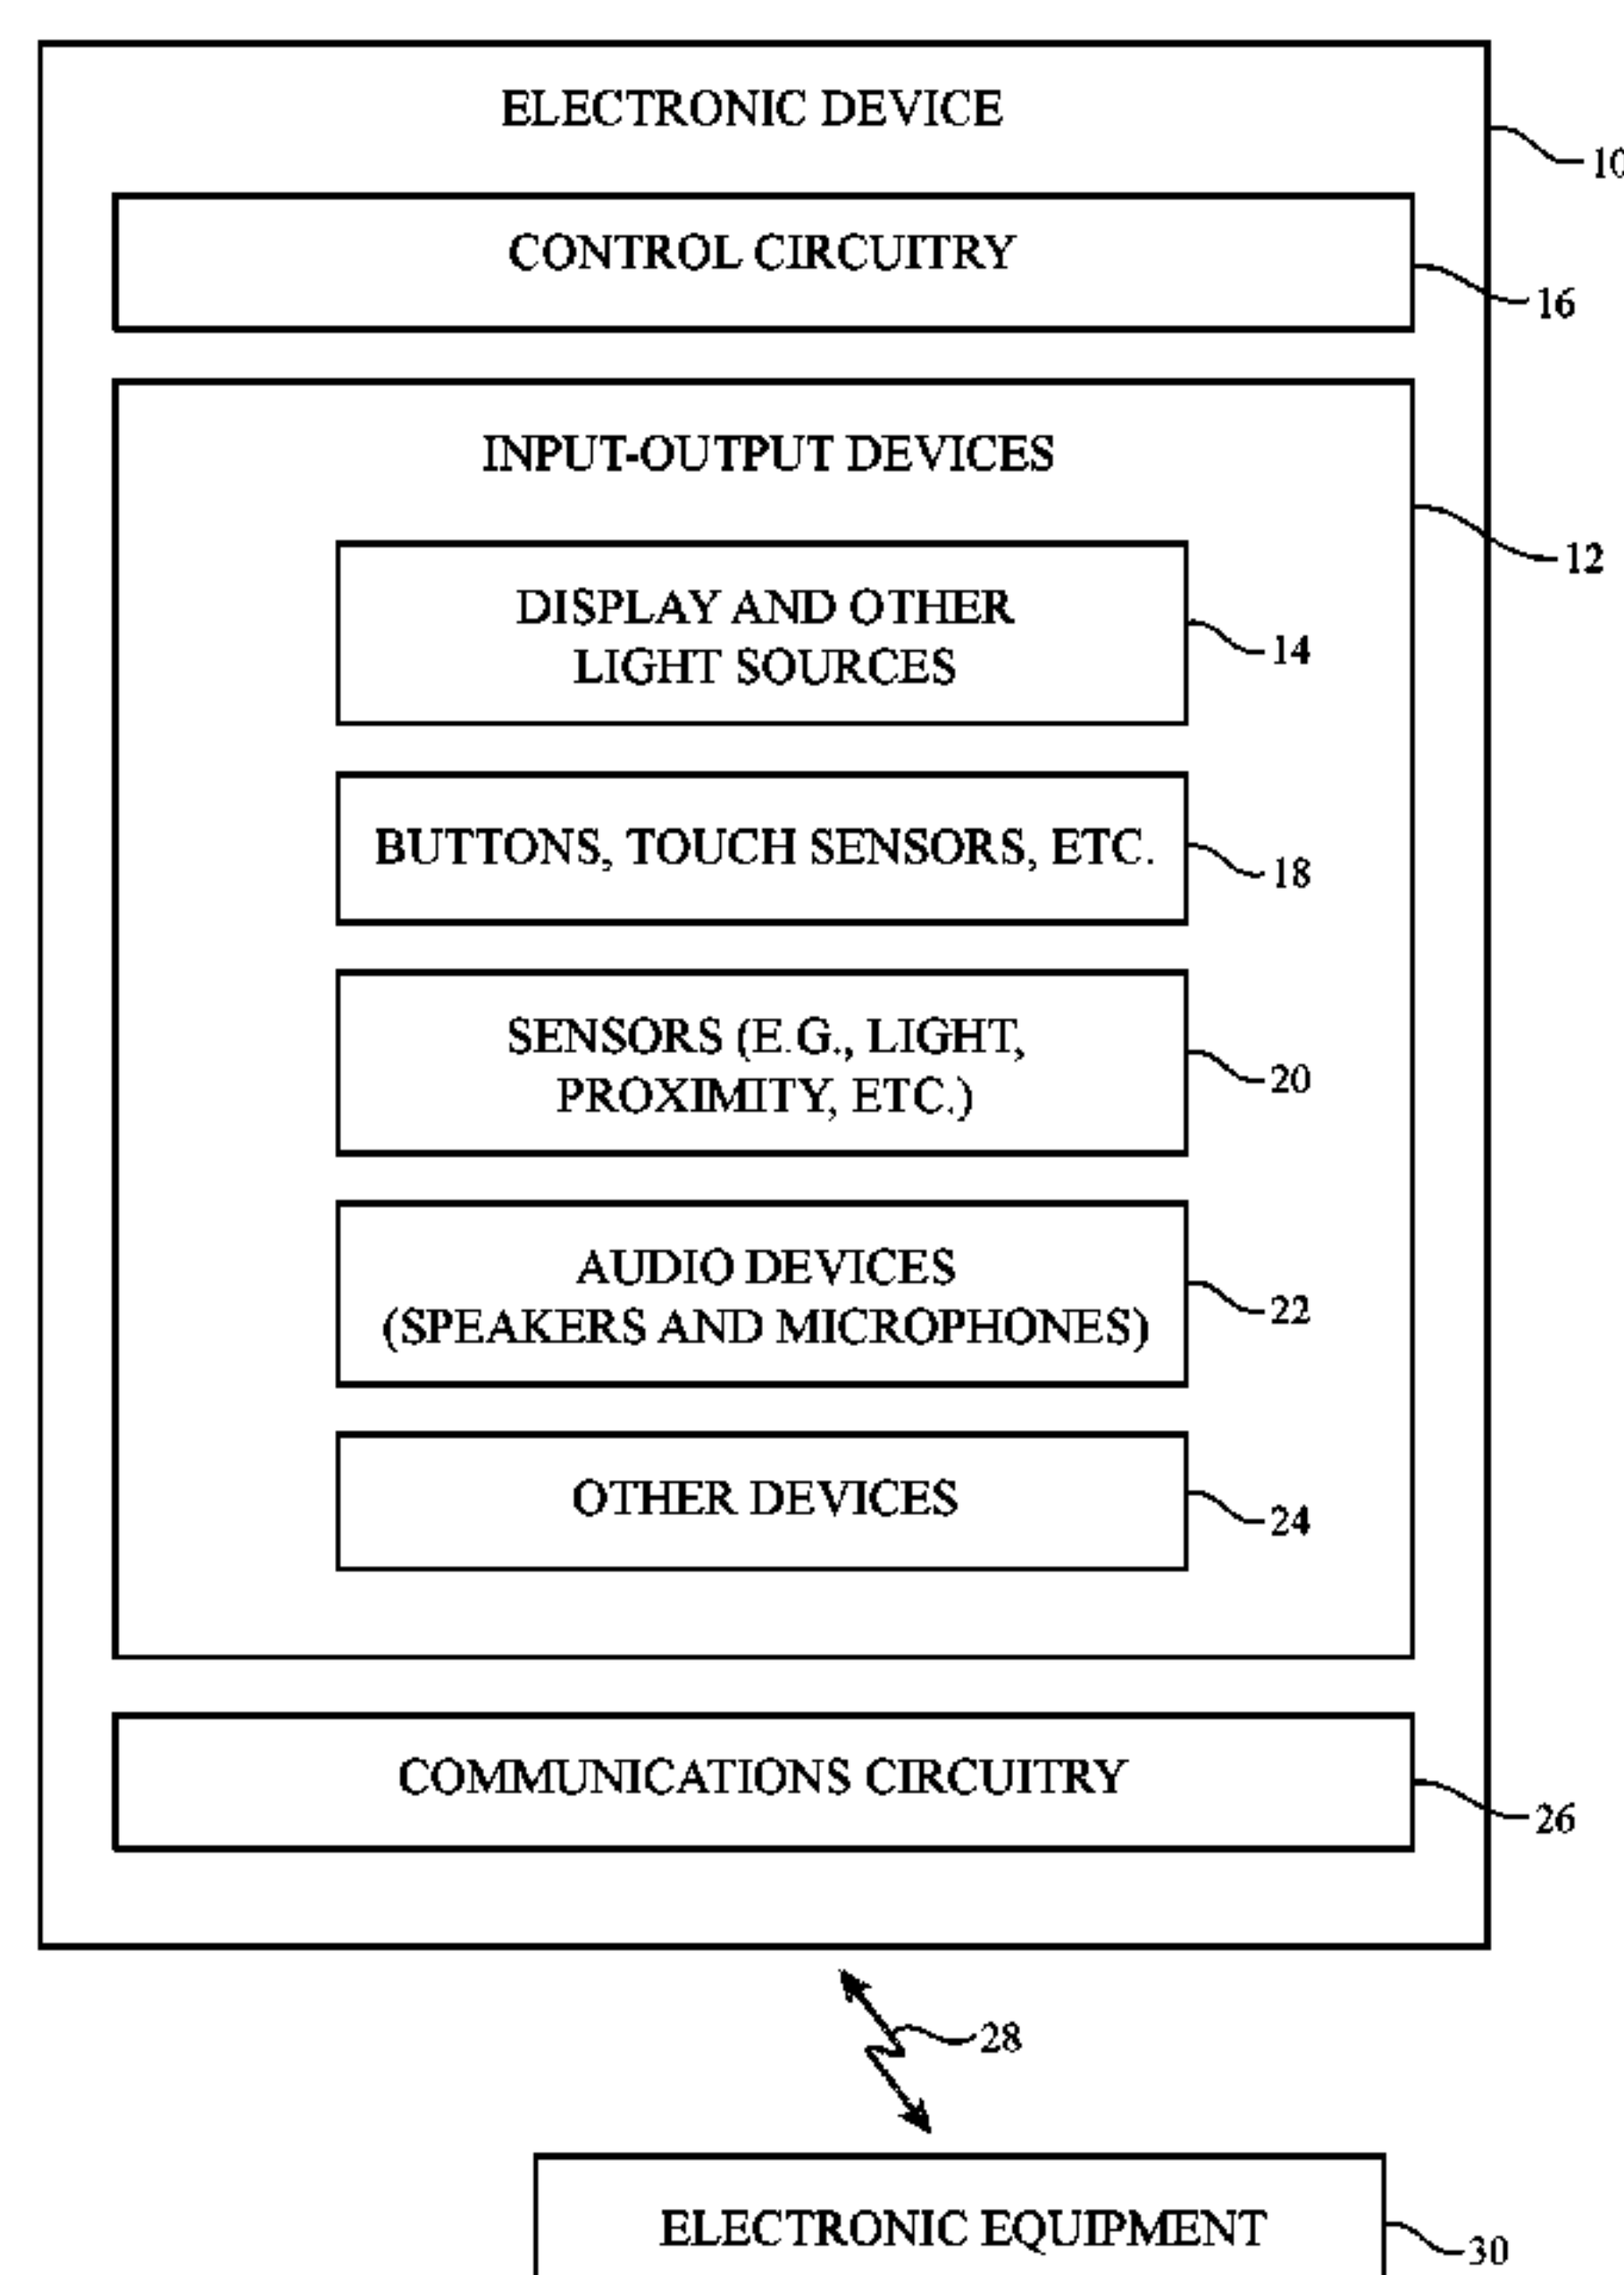 ELECTRONIC DEVICE
10
CONTROL CIRCUITRY
16
INPUT-OUTPUT DEVICES
12
DISPLAY AND OTHER
LIGHT SOURCES
14
BUTTONS, TOUCH SENSORS, ETC.
18
SENSORS (E.G., LIGHT,
PROXIMITY, ETC.)
20
AUDIO DEVICES
(SPEAKERS AND MICROPHONES)
22
OTHER DEVICES
24
COMMUNICATIONS CIRCUITRY
26
28
ELECTRONIC EQUIPMENT
30